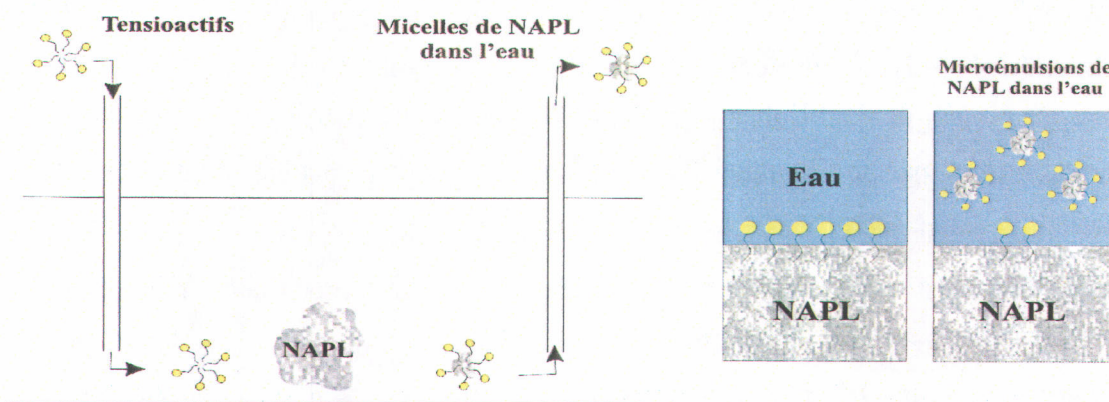 Tensioactifs
Micelles de NAPL
dans l'eau
NAPL
Microémulsions de
NAPL dans l'eau
Eau
NAPL
NAPL